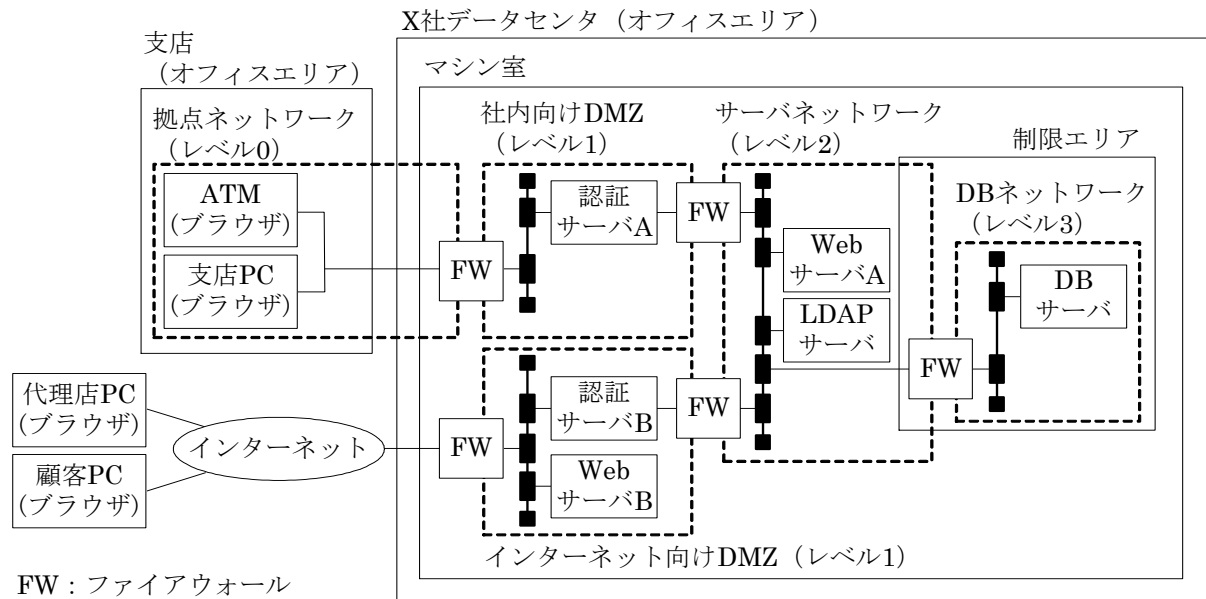 X社データセンタ（オフィスエリア）
支店
（オフィスエリア）
マシン室
拠点ネットワーク
（レベル0）
社内向けDMZ
（レベル1）
サーバネットワーク
（レベル2）
制限エリア
DBネットワーク
（レベル3）
ATM
(ブラウザ)
支店PC
(ブラウザ)
FW
認証
サーバA
FW
Web
サーバA
LDAP
サーバ
FW
DB
サーバ
代理店PC
(ブラウザ)
顧客PC
(ブラウザ)
インターネット
FW
認証
サーバB
Web
サーバB
FW
インターネット向けDMZ（レベル1）
FW：ファイアウォール